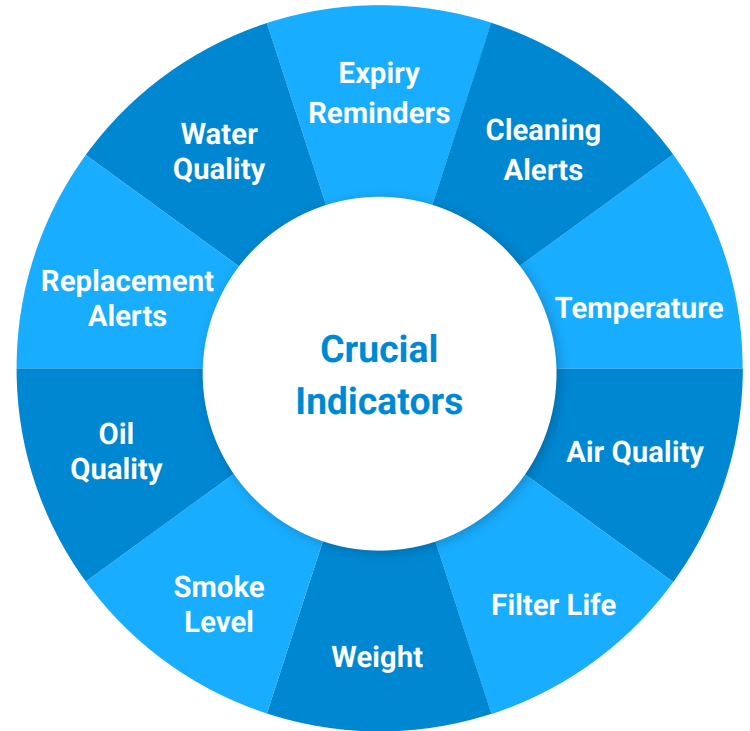 Expiry
Reminders
Cleaning
Alerts
Temperature
Air Quality
Filter Life
Weight
Smoke
Level
Oil
Quality
Replacement
Alerts
Water
Quality
Crucial
Indicators